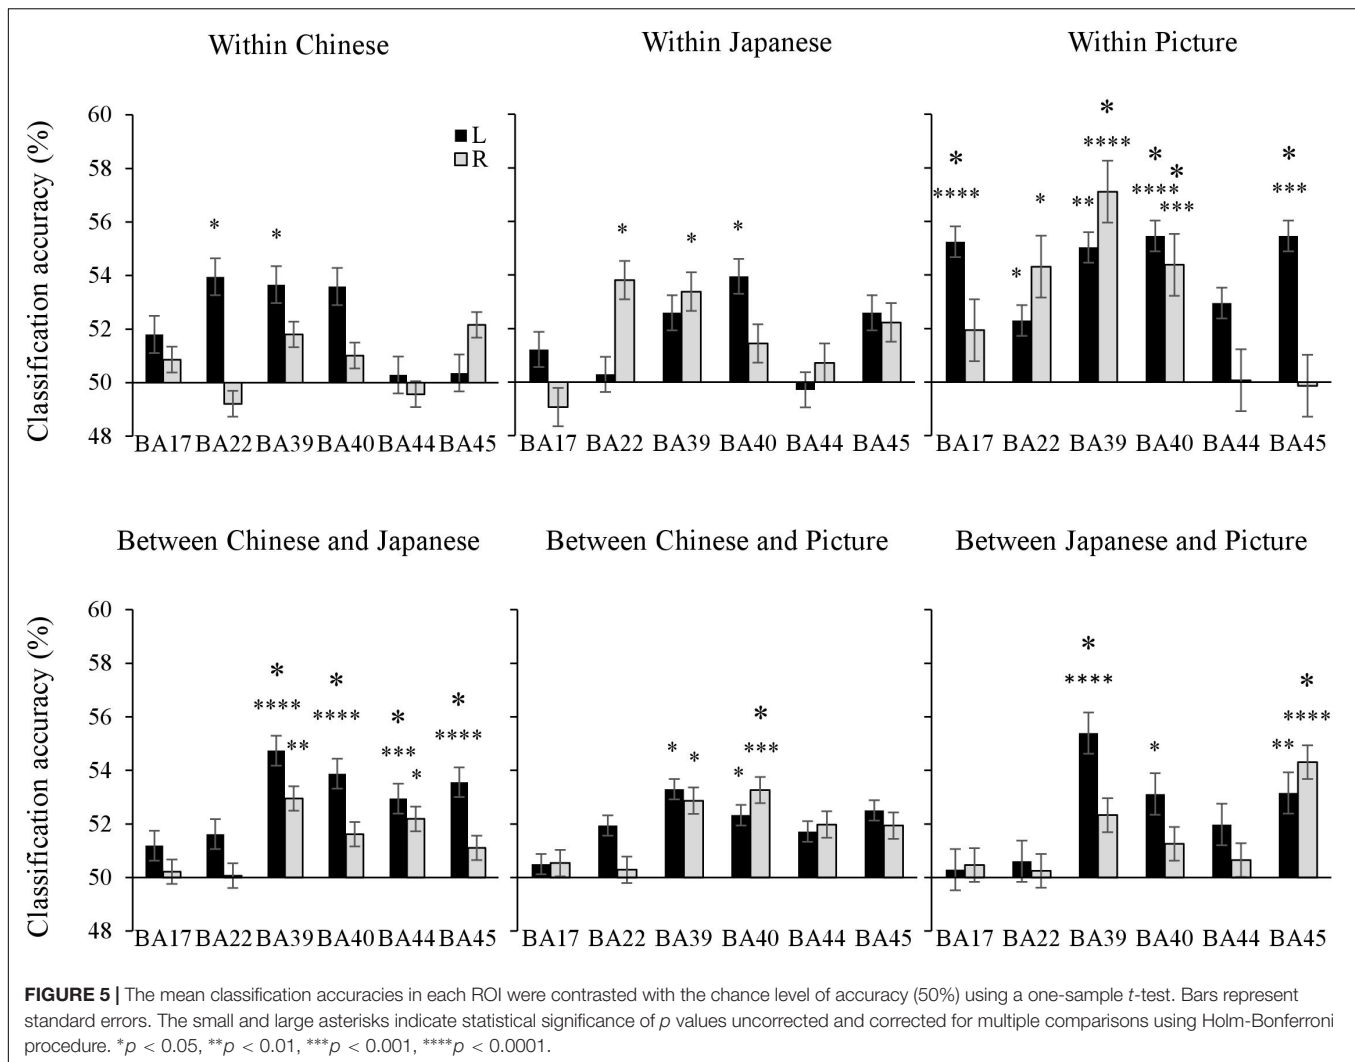 Within Chinese
Within Japanese
Within Picture
Classification accuracy (%)
60
58
56
54
52
50
48
L
R
* *
* * *
* * * * *
**** * * ** **** **** *** ***
BA17 BA22 BA39 BA40 BA44 BA45
BA17 BA22 BA39 BA40 BA44 BA45
BA17 BA22 BA39 BA40 BA44 BA45
Between Chinese and Japanese
Between Chinese and Picture
Between Japanese and Picture
Classification accuracy (%)
60
58
56
54
52
50
48
* * * *
**** ** **** *** * ****
* * * *** *
* *
**** * ** ****
BA17 BA22 BA39 BA40 BA44 BA45
BA17 BA22 BA39 BA40 BA44 BA45
BA17 BA22 BA39 BA40 BA44 BA45
FIGURE 5 | The mean classification accuracies in each ROI were contrasted with the chance level of accuracy (50%) using a one-sample t-test. Bars represent
standard errors. The small and large asterisks indicate statistical significance of p values uncorrected and corrected for multiple comparisons using Holm-Bonferroni
procedure. *p < 0.05, **p < 0.01, ***p < 0.001, ****p < 0.0001.